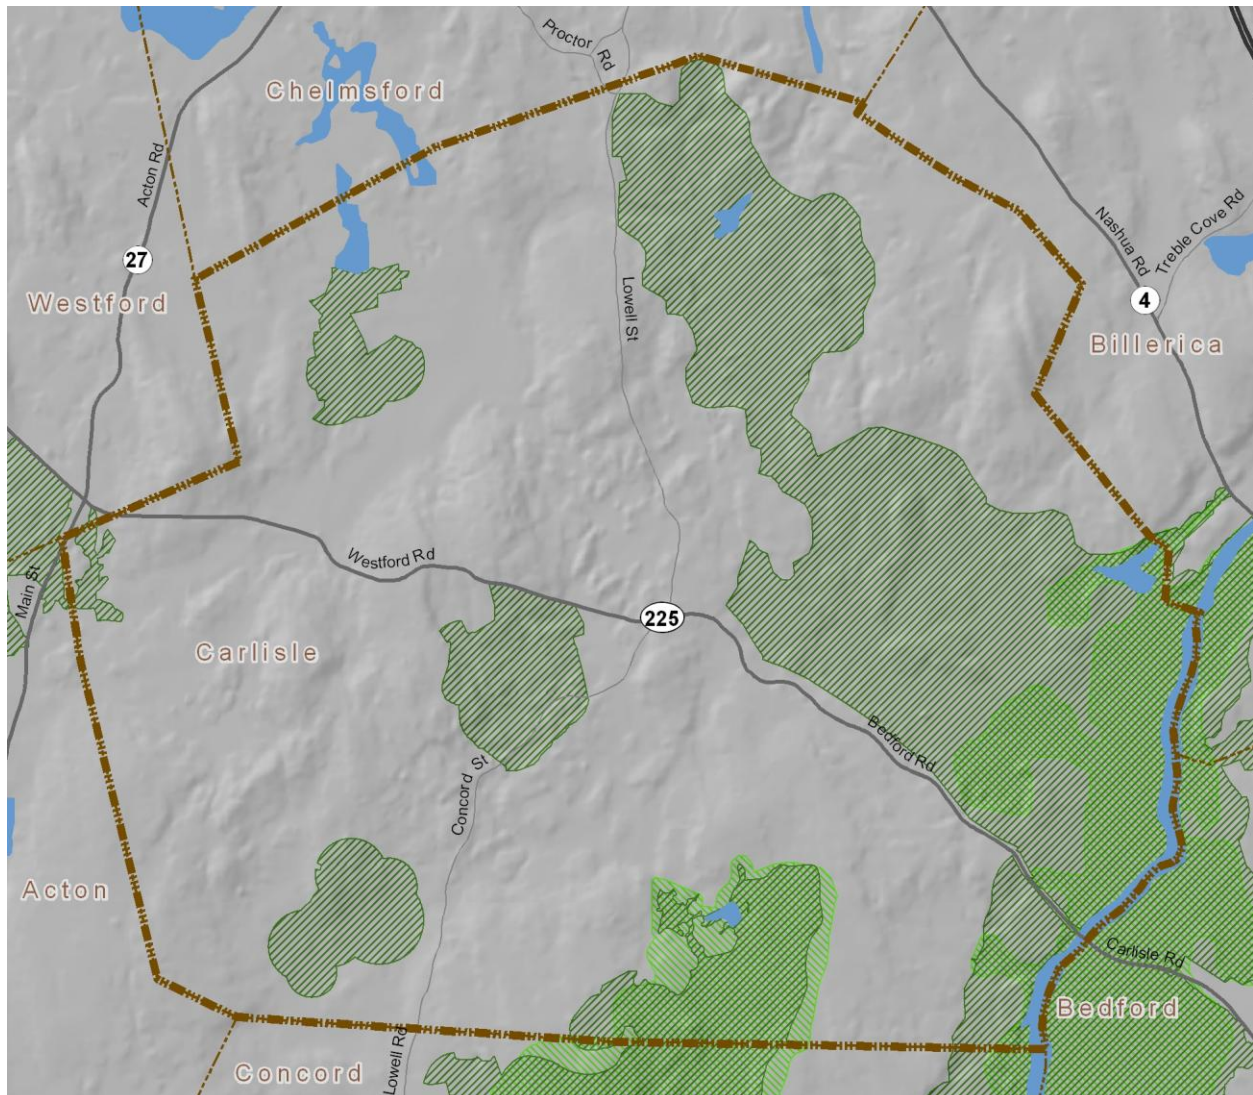 Proctor Rd
Chelmsford
Acton Rd
Nashua Rd
Treble Cove Rd
27
Westford
4
Lowell St
Billerica
Westford Rd
Main St
225
Carlisle
Bedford Rd
Concord St
Acton
Carlisle Rd
Bedford
Lowell Rd
Concord